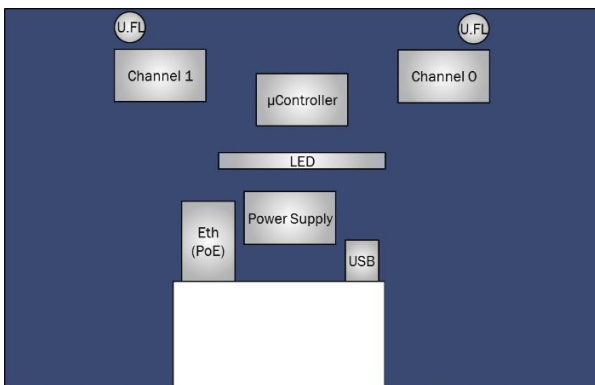 U.FL
U.FL
Channel 1
Channel 0
µController
LED
Power Supply
Eth
(PoE)
USB